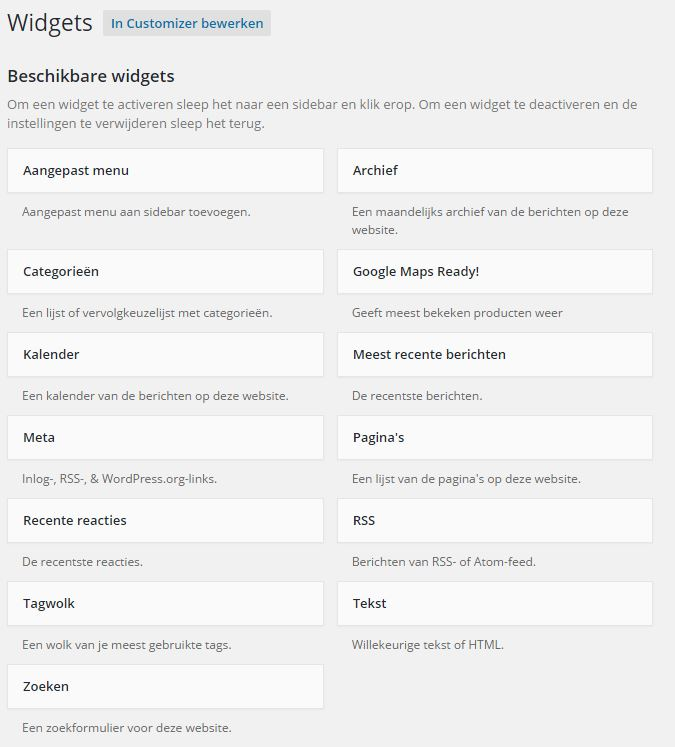 Widgets In Customizer bewerken
Beschikbare widgets
Om een widget te activeren sleep het naar een sidebar en klik erop. Om een widget te deactiveren en de
instellingen te verwijderen sleep het terug.
Aangepast menu
Aangepast menu aan sidebar toevoegen.
Archief
Een maandelijks archief van de berichten op deze
website.
Categorieën
Een lijst of vervolgkeuzelijst met categorieën.
Google Maps Ready!
Geeft meest bekeken producten weer
Kalender
Een kalender van de berichten op deze website.
Meest recente berichten
De recentste berichten.
Meta
Inlog-, RSS-, & WordPress.org-links.
Pagina's
Een lijst van de pagina's op deze website.
Recente reacties
De recentste reacties.
RSS
Berichten van RSS- of Atom-feed.
Tagwolk
Een wolk van je meest gebruikte tags.
Tekst
Willekeurige tekst of HTML.
Zoeken
Een zoekformulier voor deze website.